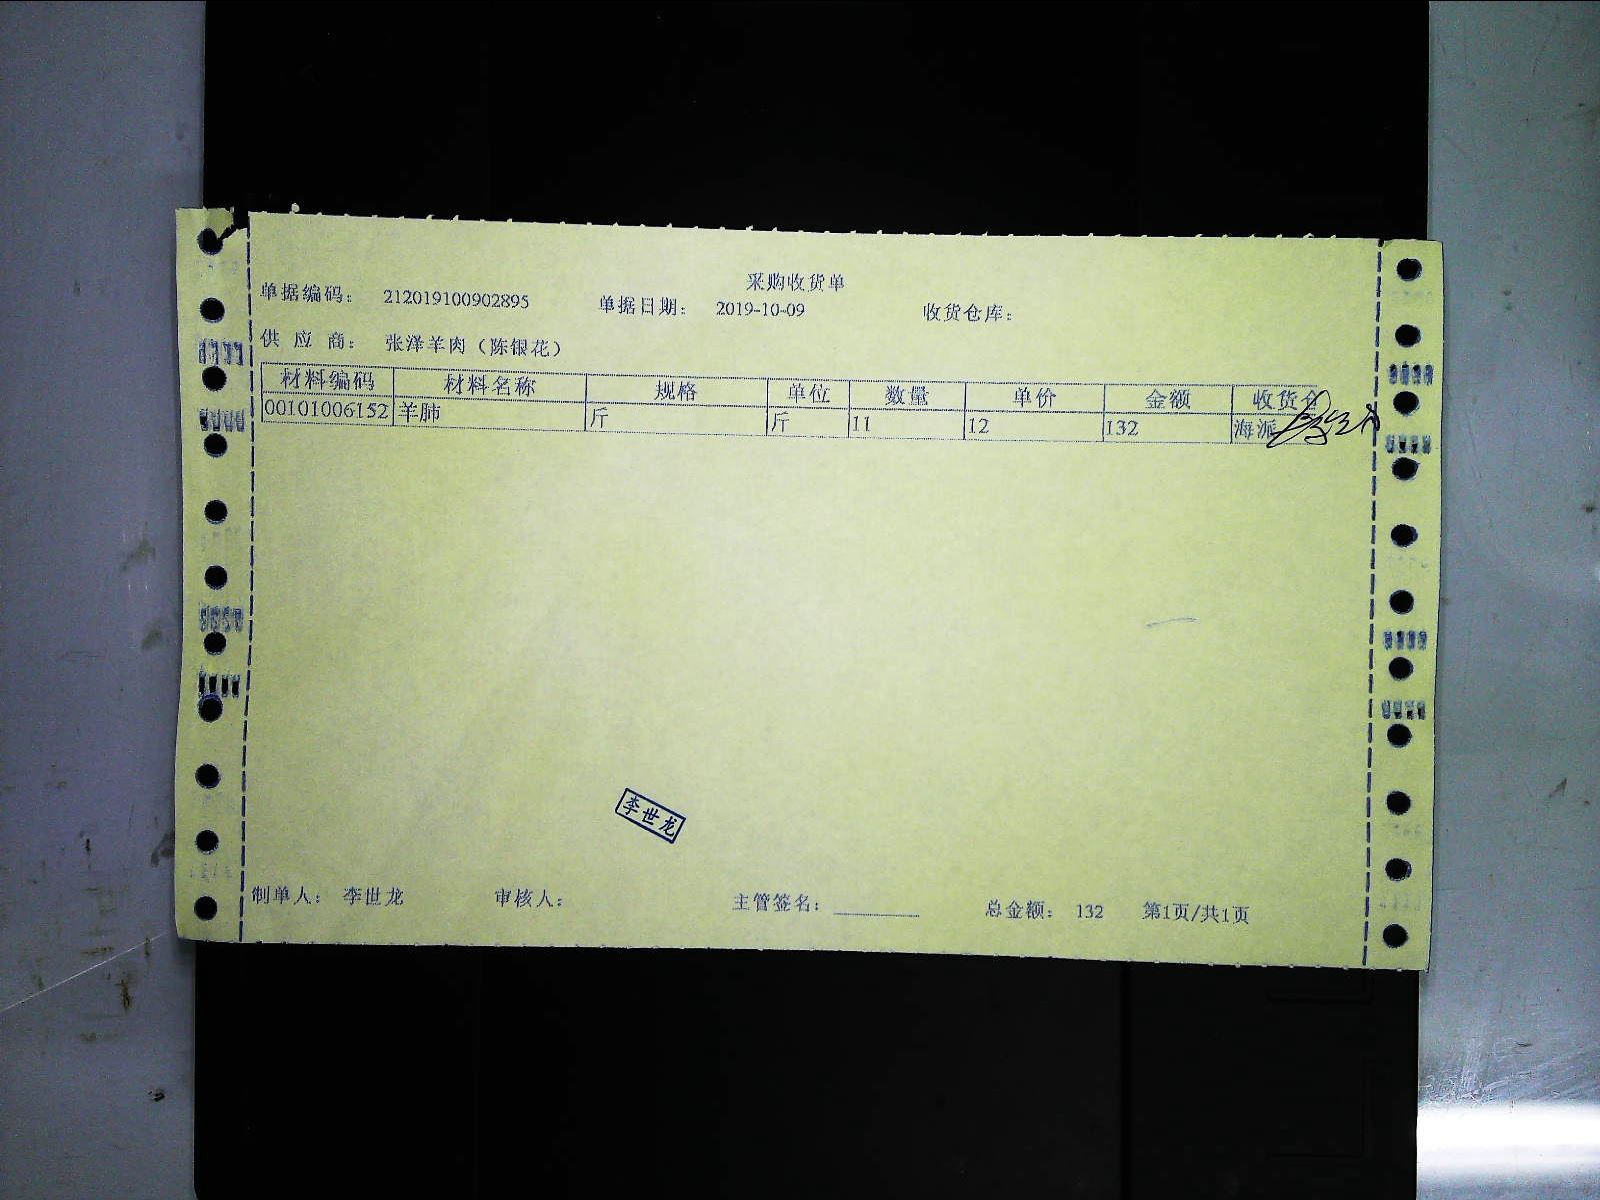 采购收货单
单据编码： 212019100902895 单据日期： 2019-10-09 收货仓库：
供 应 商： 张泽羊肉（陈银花）
材料编码 材料名称 规格 单位 数量 单价 金额 收货仓
00101006152 羊肺 斤 斤 11 12 132 海派
李世龙
制单人： 李世龙 审核人： 主管签名： 总金额： 132 第1页/共1页